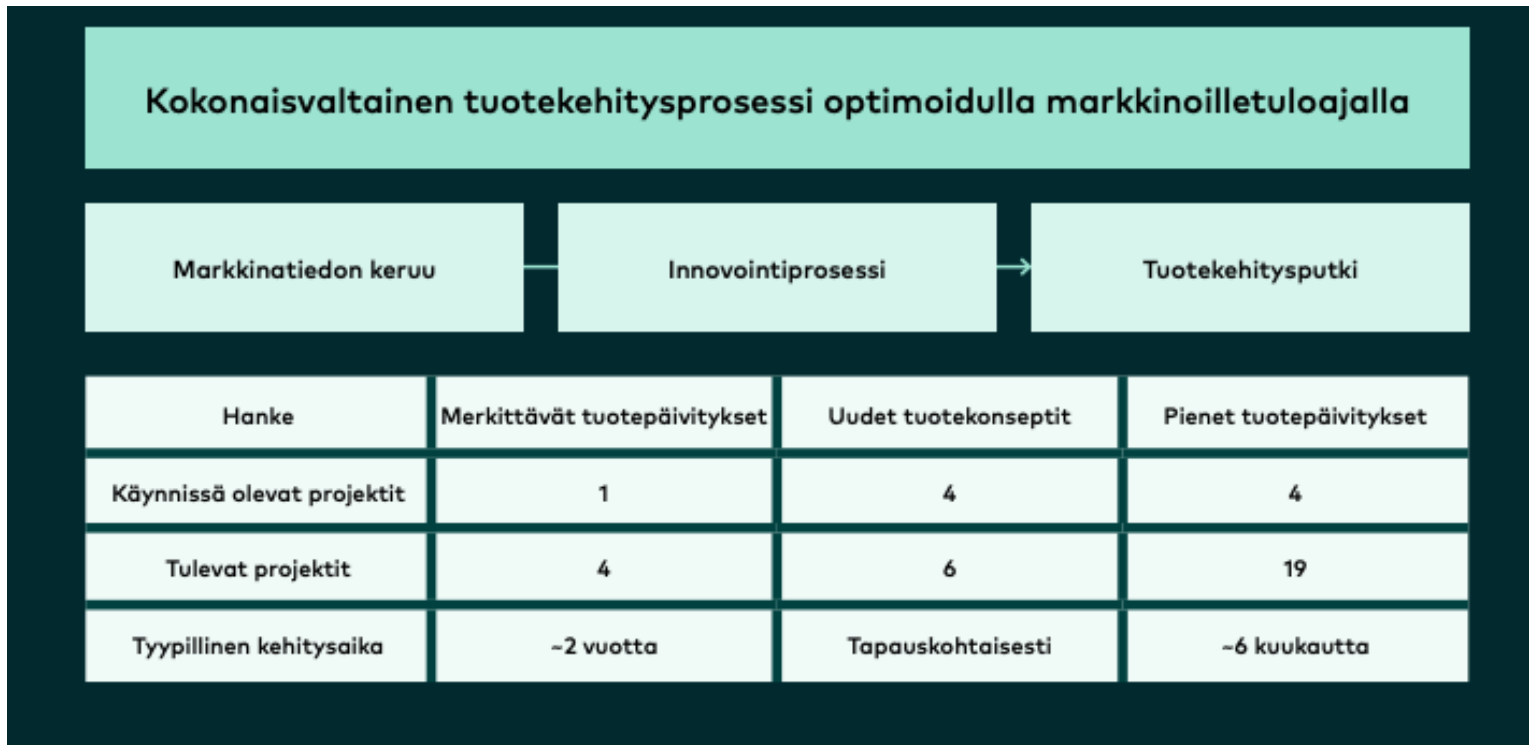 Kokonaisvaltainen tuotekehitysprosessi optimoidulla markkinoilletuloajalla
Markkinatiedon keruu Innovointiprosessi Tuotekehitysputki
Hanke Merkittävät tuotepäivitykset Uudet tuotekonseptit Pienet tuotepäivitykset
Käynnissä olevat projektit 1 4 4
Tulevat projektit 4 6 19
Tyypillinen kehitysaika ~2 vuotta Tapauskohtaisesti ~6 kuukautta